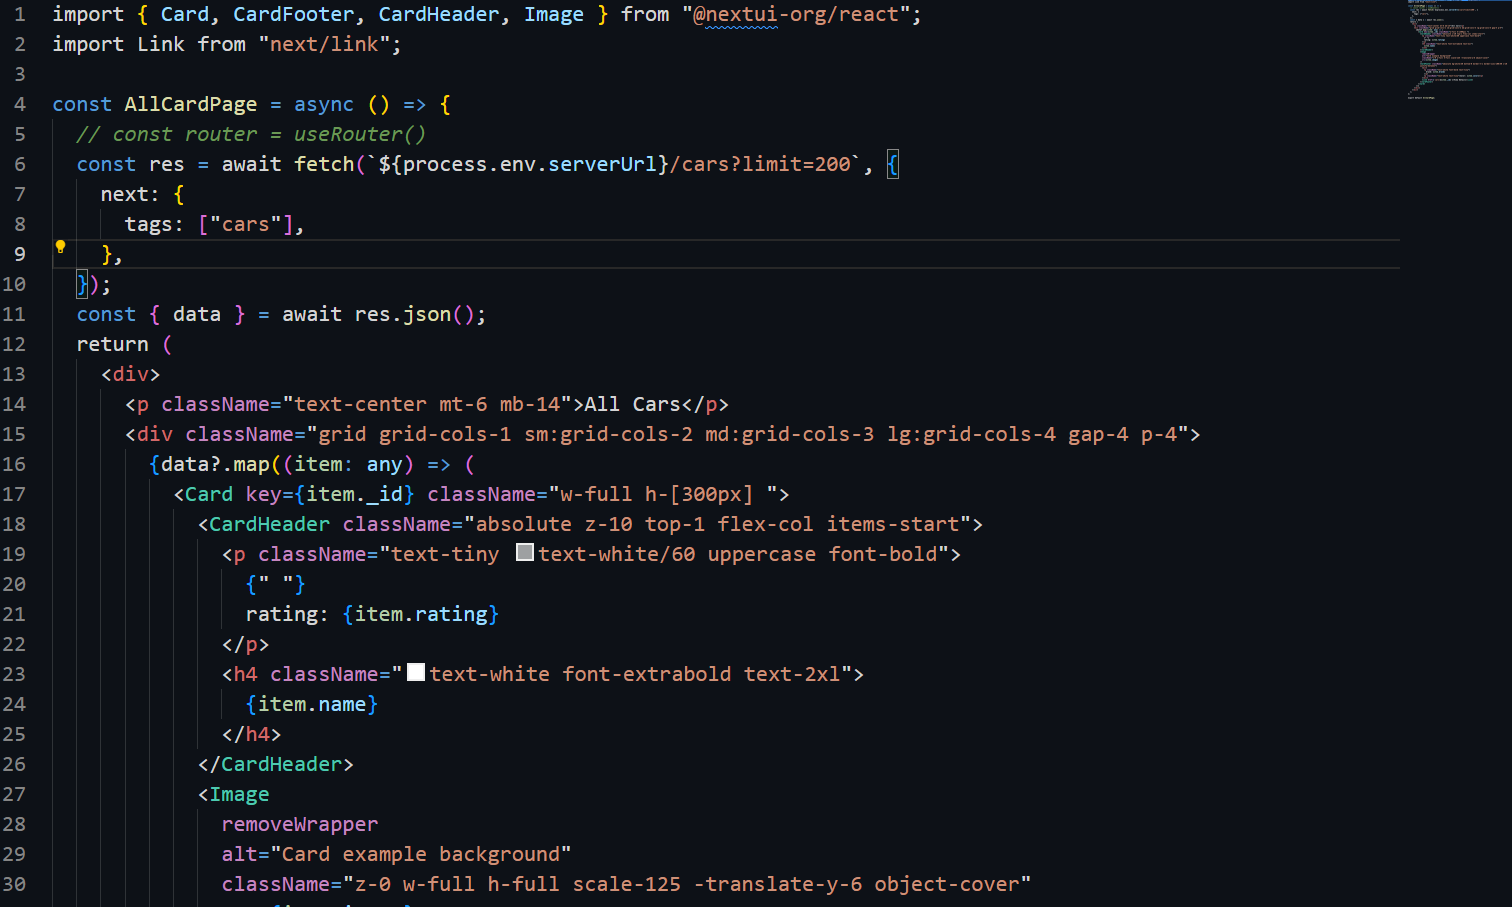 1 import { Card, CardFooter, CardHeader, Image } from "@nextui-org/react";
2 import Link from "next/link";
3
4 const AllCardPage = async () => {
5   // const router = useRouter()
6   const res = await fetch(`${process.env.serverUrl}/cars?limit=200`, {
7     next: {
8       tags: ["cars"],
9     },
10   });
11   const { data } = await res.json();
12   return (
13     <div>
14       <p className="text-center mt-6 mb-14">All Cars</p>
15       <div className="grid grid-cols-1 sm:grid-cols-2 md:grid-cols-3 lg:grid-cols-4 gap-4 p-4">
16         {data?.map((item: any) => (
17           <Card key={item._id} className="w-full h-[300px] ">
18             <CardHeader className="absolute z-10 top-1 flex-col items-start">
19               <p className="text-tiny text-white/60 uppercase font-bold">
20                 {" "}
21                 rating: {item.rating}
22               </p>
23               <h4 className="text-white font-extrabold text-2xl">
24                 {item.name}
25               </h4>
26             </CardHeader>
27             <Image
28               removeWrapper
29               alt="Card example background"
30               className="z-0 w-full h-full scale-125 -translate-y-6 object-cover"